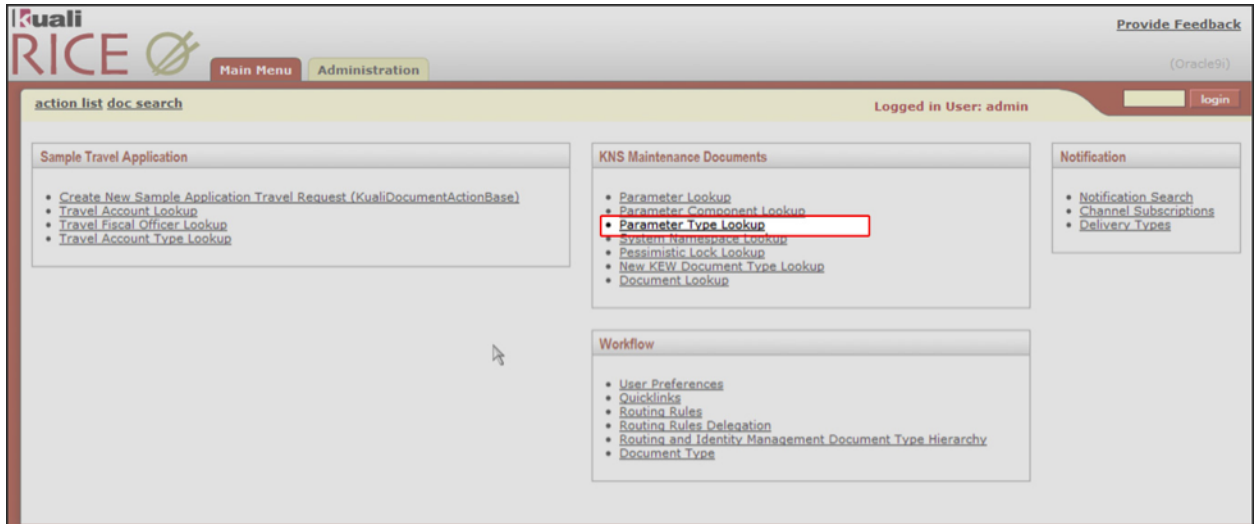 Kuali
RICE
Provide Feedback
Main Menu Administration
(Oracle9i)
action list doc search
Logged in User: admin
login
Sample Travel Application
Create New Sample Application Travel Request (KualiDocumentActionBase)
Travel Account Lookup
Travel Fiscal Officer Lookup
Travel Account Type Lookup
KNS Maintenance Documents
Parameter Lookup
Parameter Component Lookup
Parameter Type Lookup
System Namespace Lookup
Pessimistic Lock Lookup
New KEW Document Type Lookup
Document Lookup
Notification
Notification Search
Channel Subscriptions
Delivery Types
Workflow
User Preferences
Quicklinks
Routing Rules
Routing Rules Delegation
Routing and Identity Management Document Type Hierarchy
Document Type